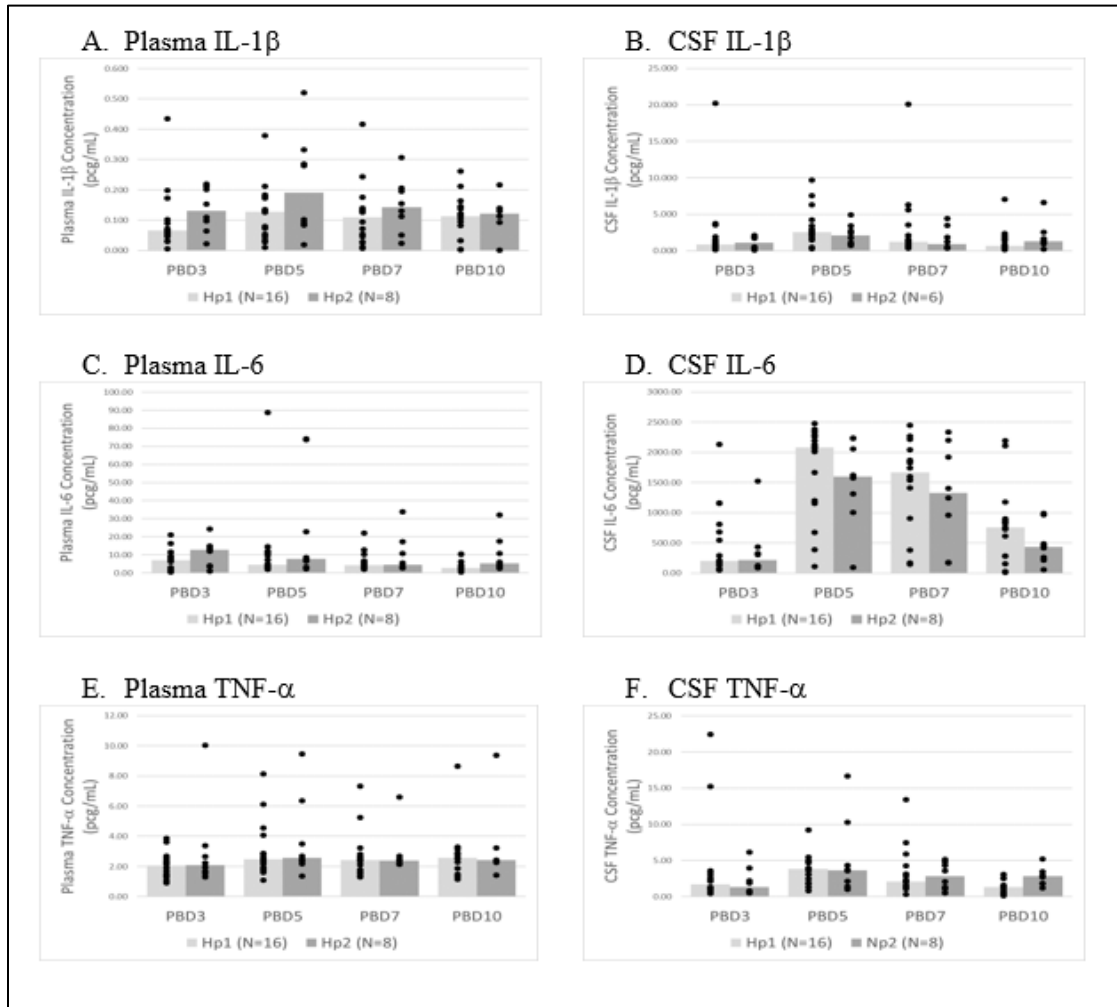 A. Plasma IL-1β
Plasma IL-1β Concentration
(pcg/mL)
0.600
0.500
0.400
0.300
0.200
0.100
0.000
PBD3 PBD5 PBD7 PBD10
Hp1 (N=16) Hp2 (N=8)
B. CSF IL-1β
CSF IL-1β Concentration
(pcg/mL)
25.000
20.000
15.000
10.000
5.000
0.000
PBD3 PBD5 PBD7 PBD10
Hp1 (N=16) Hp2 (N=6)
C. Plasma IL-6
Plasma IL-6 Concentration
(pcg/mL)
100.00
90.00
80.00
70.00
60.00
50.00
40.00
30.00
20.00
10.00
0.00
PBD3 PBD5 PBD7 PBD10
Hp1 (N=16) Hp2 (N=8)
D. CSF IL-6
CSF IL-6 Concentration
(pcg/mL)
3000.00
2500.00
2000.00
1500.00
1000.00
500.00
0.00
PBD3 PBD5 PBD7 PBD10
Hp1 (N=16) Hp2 (N=8)
E. Plasma TNF-α
Plasma TNF-α Concentration
(pcg/mL)
12.00
10.00
8.00
6.00
4.00
2.00
0.00
PBD3 PBD5 PBD7 PBD10
Hp1 (N=16) Hp2 (N=8)
F. CSF TNF-α
CSF TNF-α Concentration
(pcg/mL)
25.00
20.00
15.00
10.00
5.00
0.00
PBD3 PBD5 PBD7 PBD10
Hp1 (N=16) Np2 (N=8)